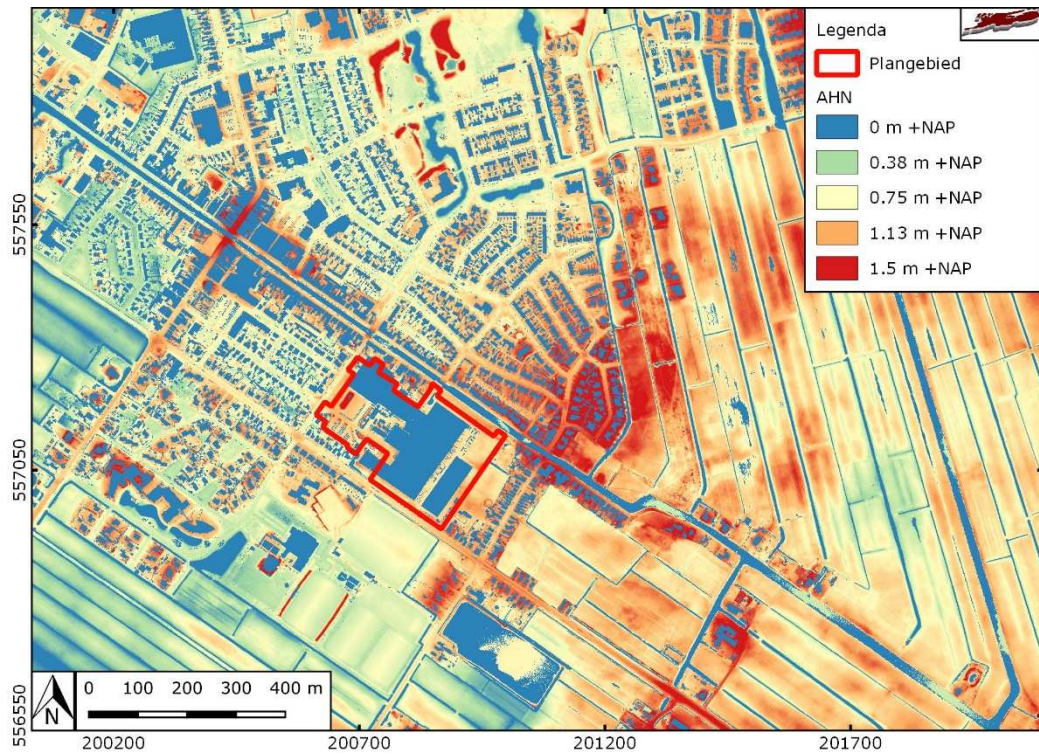 Legenda
Plangebied
AHN
0 m +NAP
0.38 m +NAP
0.75 m +NAP
1.13 m +NAP
1.5 m +NAP
557550
557050
556550
N
0 100 200 300 400 m
200200 200700 201200 201700